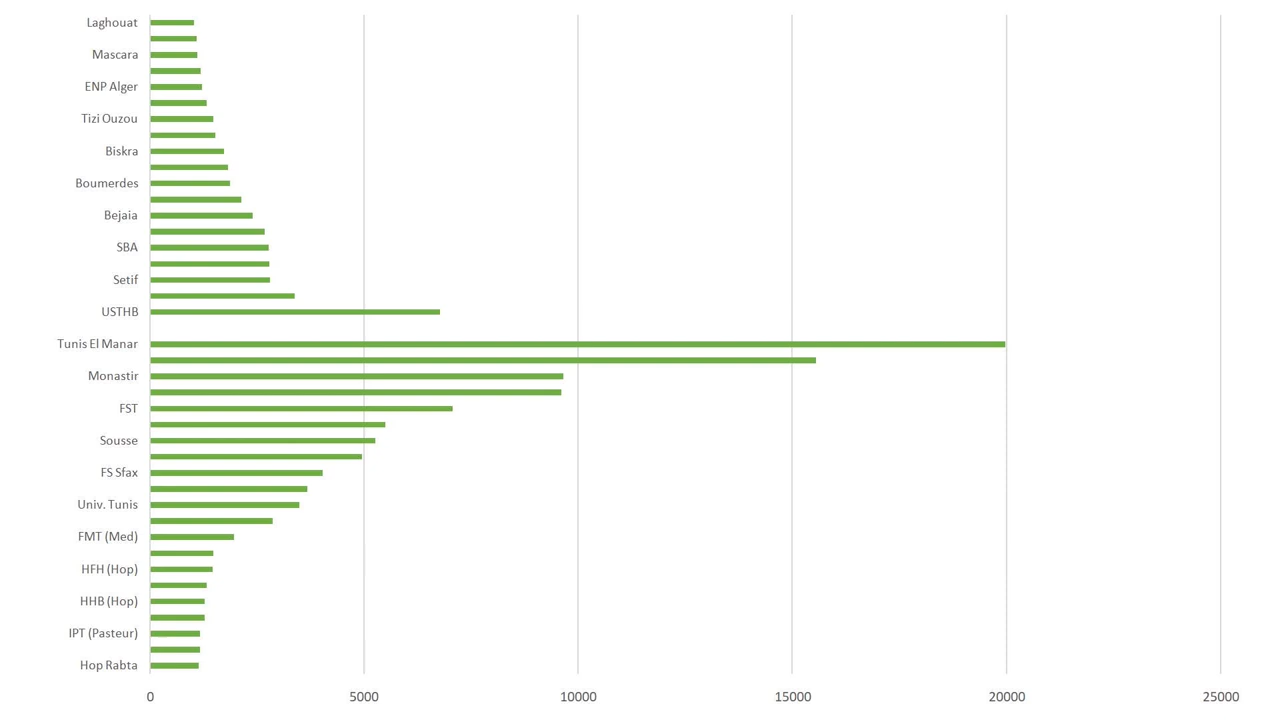 Laghouat
Mascara
ENP Alger
Tizi Ouzou
Biskra
Boumerdes
Bejaia
SBA
Setif
USTHB
Tunis El Manar
Monastir
FST
Sousse
FS Sfax
Univ. Tunis
FMT (Med)
HFH (Hop)
HHB (Hop)
IPT (Pasteur)
Hop Rabta
0 5000 10000 15000 20000 25000